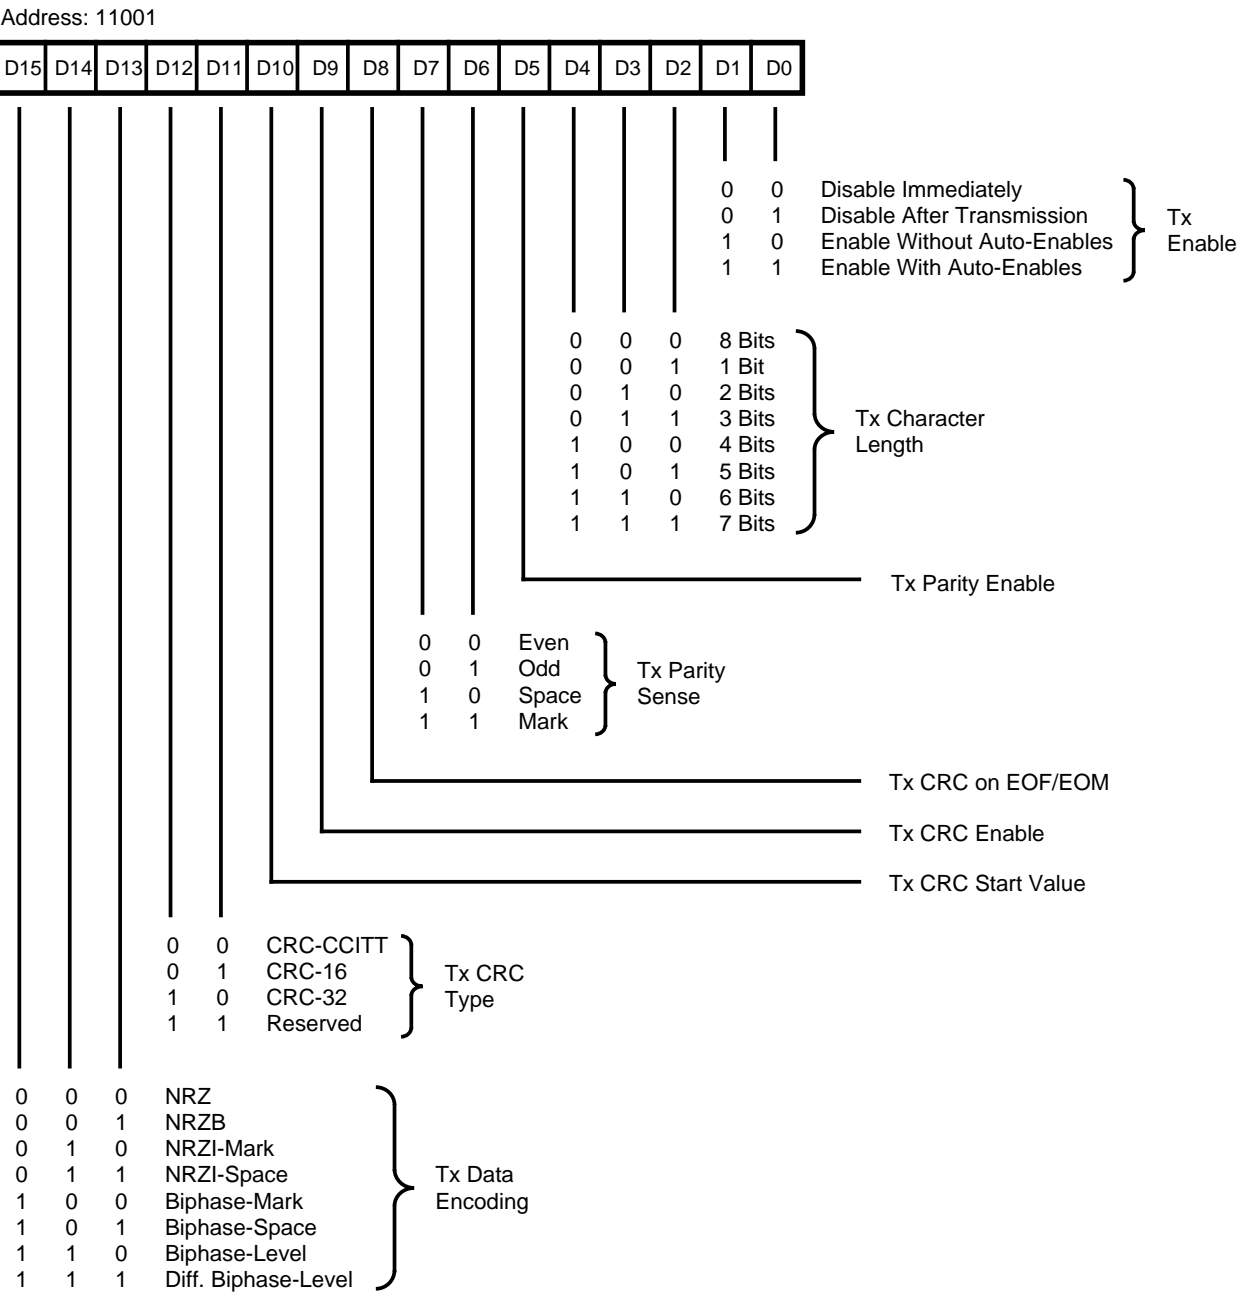 Address: 11001
D15 D14 D13 D12 D11 D10 D9 D8 D7 D6 D5 D4 D3 D2 D1 D0
0 0 Disable Immediately
0 1 Disable After Transmission
1 0 Enable Without Auto-Enables
1 1 Enable With Auto-Enables
Tx
Enable
0 0 0 8 Bits
0 0 1 1 Bit
0 1 0 2 Bits
0 1 1 3 Bits
1 0 0 4 Bits
1 0 1 5 Bits
1 1 0 6 Bits
1 1 1 7 Bits
Tx Character
Length
Tx Parity Enable
0 0 Even
0 1 Odd
1 0 Space
1 1 Mark
Tx Parity
Sense
Tx CRC on EOF/EOM
Tx CRC Enable
Tx CRC Start Value
0 0 CRC-CCITT
0 1 CRC-16
1 0 CRC-32
1 1 Reserved
Tx CRC
Type
0 0 0 NRZ
0 0 1 NRZB
0 1 0 NRZI-Mark
0 1 1 NRZI-Space
1 0 0 Biphase-Mark
1 0 1 Biphase-Space
1 1 0 Biphase-Level
1 1 1 Diff. Biphase-Level
Tx Data
Encoding